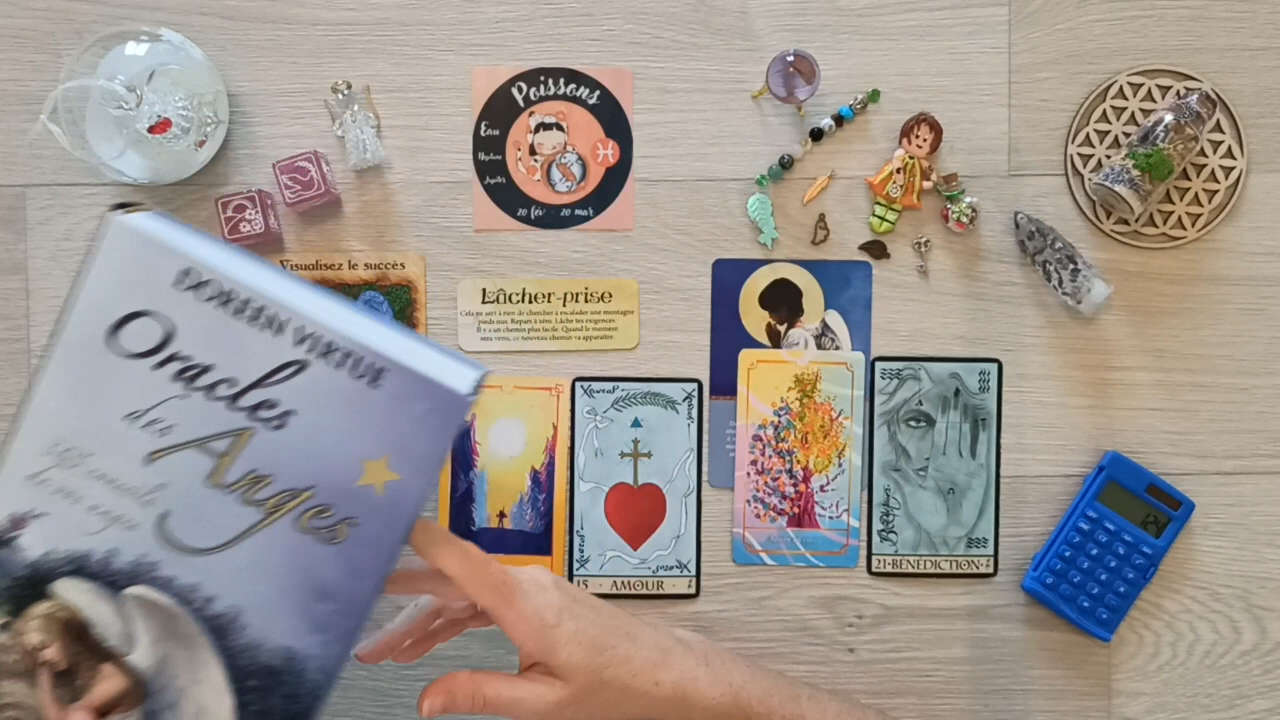 Poissons
Eau
Neptune
Jupiter
20 fév - 20 mar
Visualisez le succès
Lâcher-prise
Cela ne sert à rien de chercher à escalader une montagne
pieds nus. Repars à zéro. Lâche tes exigences.
Il y a un chemin plus facile. Quand le moment
sera venu, ce nouveau chemin va apparaître.
DOREEN VIRTUE
Oracles
des
Anges
15 · AMOUR ·
21·BÉNÉDICTION·
124